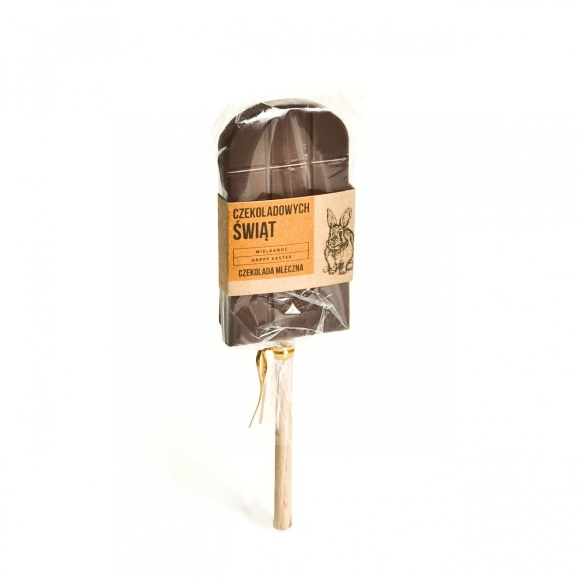 CZEKOLADOWYCH
ŚWIĄT
WIELKANOC
HAPPY EASTER
CZEKOLADA MLECZNA